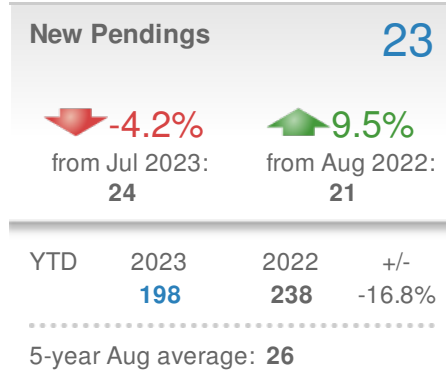 New Pendings 23
-4.2% 9.5%
from Jul 2023: from Aug 2022:
24 21
YTD 2023 2022 +/-
198 238 -16.8%
5-year Aug average: 26